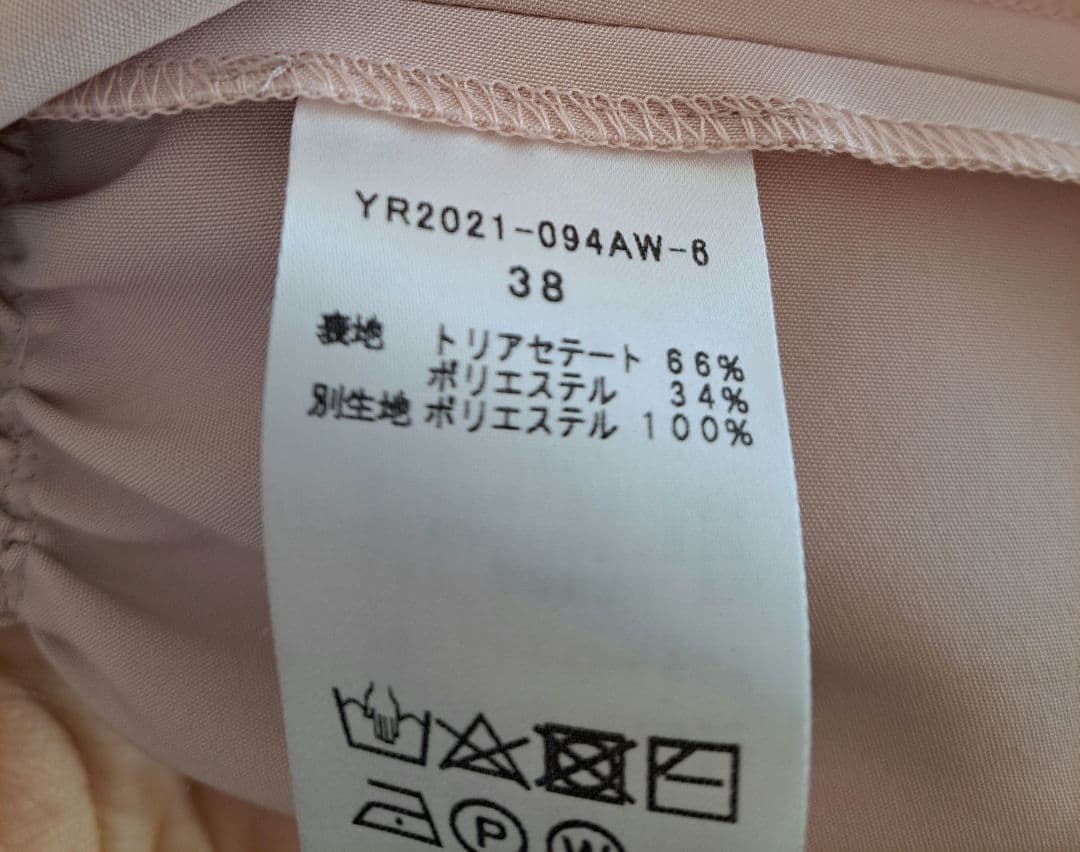 YR2021-094AW-6
38
表地 トリアセテート 66%
ポリエステル 34%
別生地 ポリエステル 100%
P
W